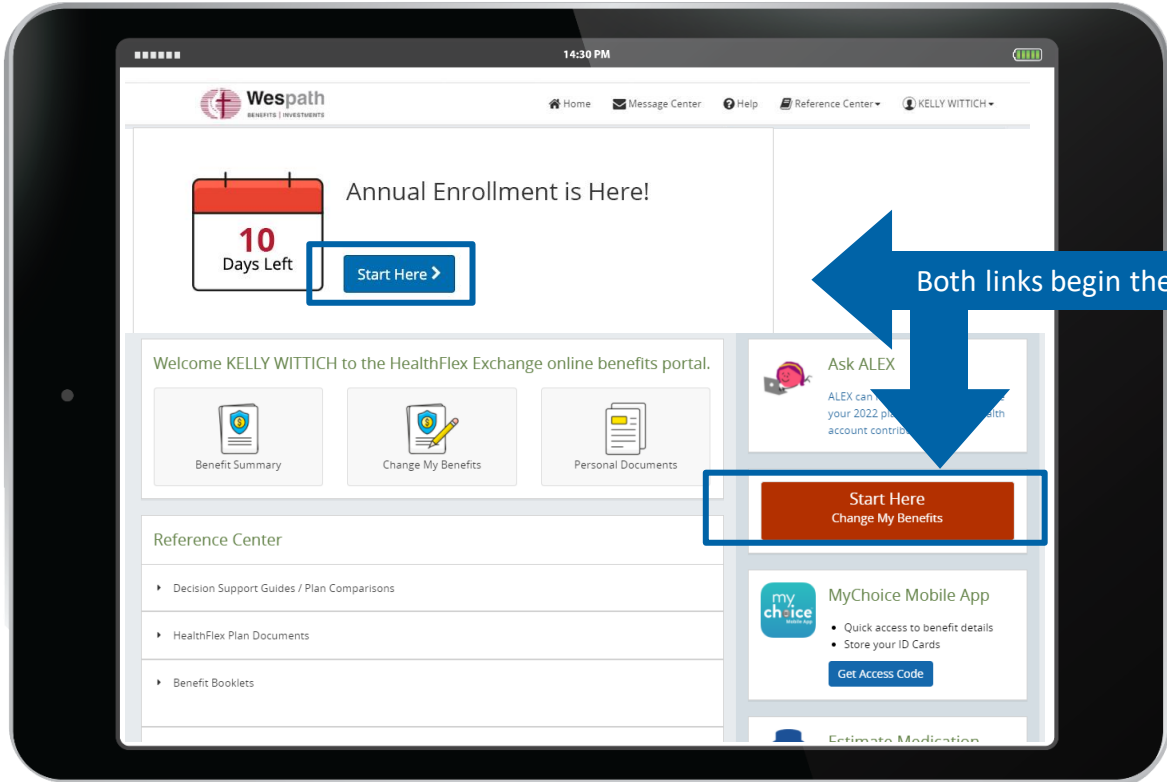 14:30 PM
Wespath
BENEFITS | INVESTMENTS
Home Message Center Help Reference Center KELLY WITTICH
Annual Enrollment is Here!
10
Days Left
Start Here
Both links begin the
Welcome KELLY WITTICH to the HealthFlex Exchange online benefits portal.
Benefit Summary
Change My Benefits
Personal Documents
Reference Center
Decision Support Guides / Plan Comparisons
HealthFlex Plan Documents
Benefit Booklets
Ask ALEX
ALEX can
your 2022
account
Start Here
Change My Benefits
my
choice
Mobile App
MyChoice Mobile App
• Quick access to benefit details
• Store your ID Cards
Get Access Code
Estimate Medication